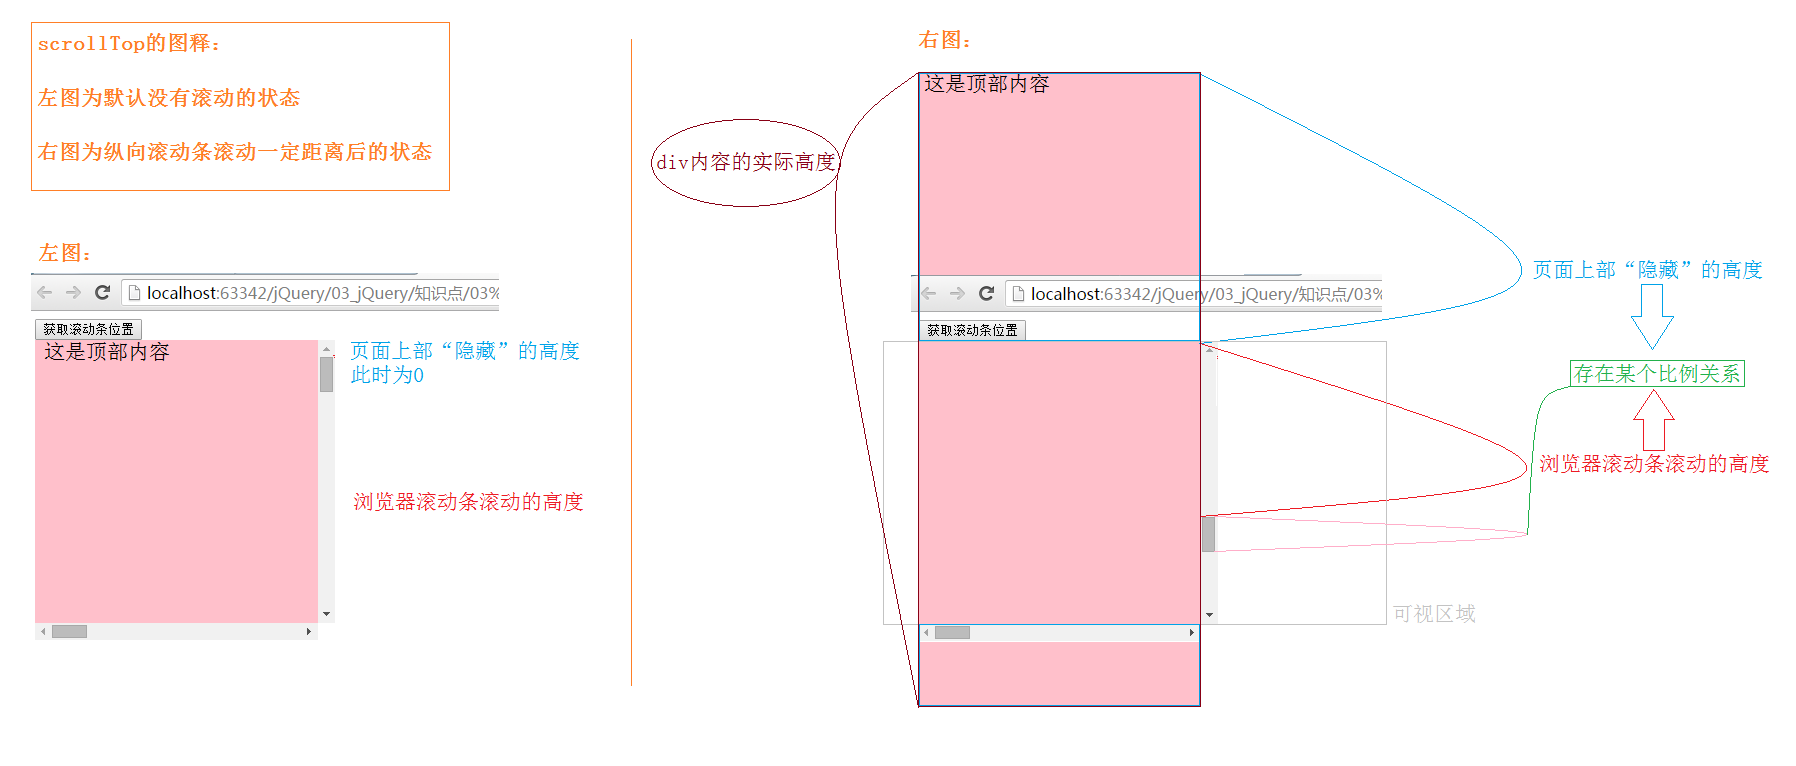 scrollTop的图释：
左图为默认没有滚动的状态
右图为纵向滚动条滚动一定距离后的状态
左图：
localhost:63342/jQuery/03_jQuery/知识点/03%
获取滚动条位置
这是顶部内容
页面上部“隐藏”的高度
此时为0
浏览器滚动条滚动的高度
右图：
这是顶部内容
div内容的实际高度
localhost:63342/jQuery/03_jQuery/知识点/03%
获取滚动条位置
页面上部“隐藏”的高度
存在某个比例关系
浏览器滚动条滚动的高度
可视区域